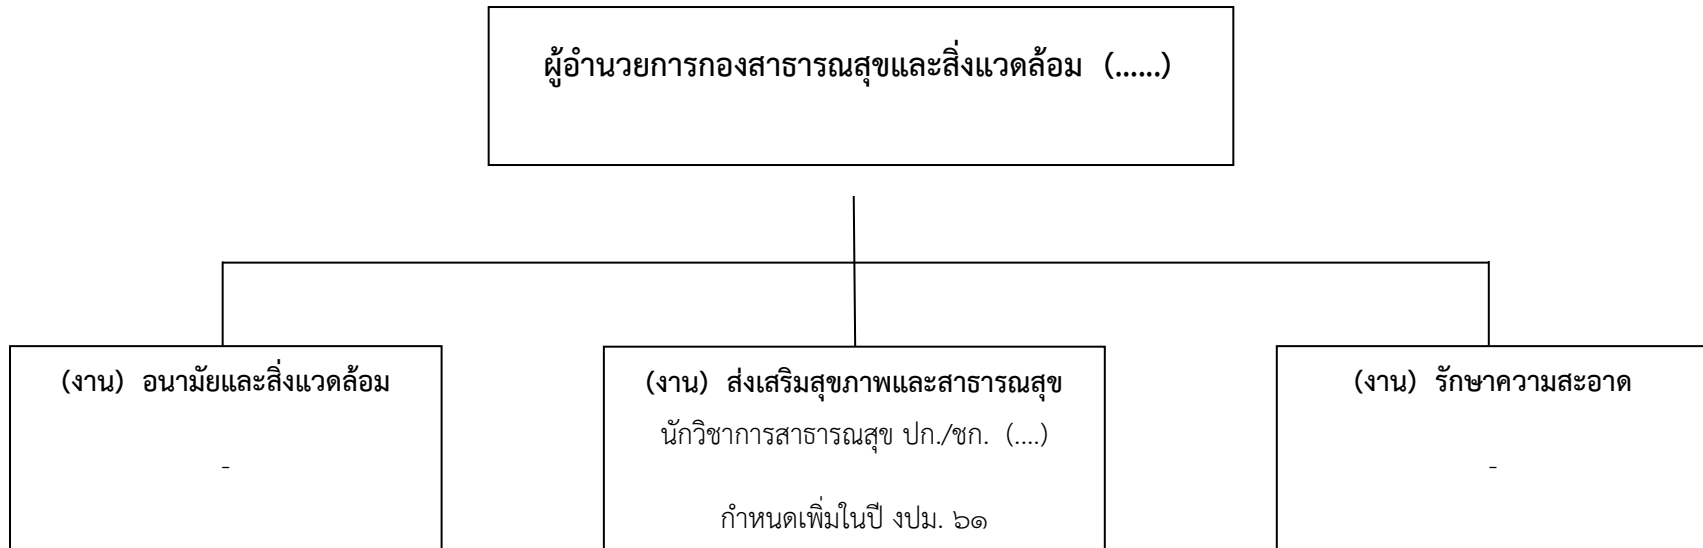 ผู้อำนวยการกองสาธารณสุขและสิ่งแวดล้อม (......)
(งาน) อนามัยและสิ่งแวดล้อม
-
(งาน) ส่งเสริมสุขภาพและสาธารณสุข
นักวิชาการสาธารณสุข ปก./ชก. (....)
กำหนดเพิ่มในปี งปม. ๖๑
(งาน) รักษาความสะอาด
-